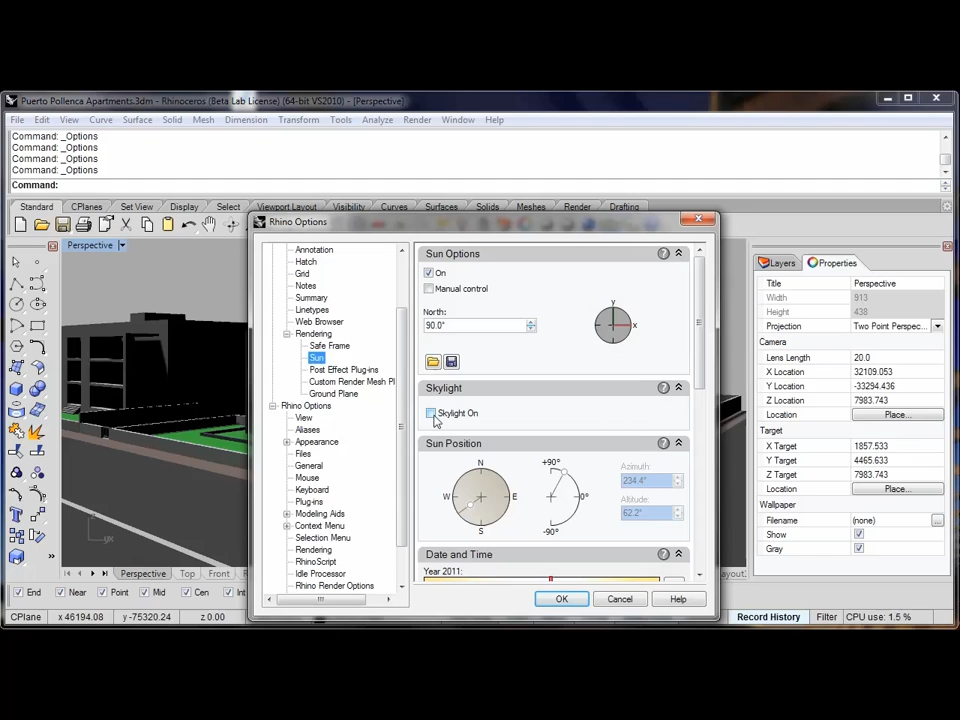 Puerto Pollenca Apartments.3dm - Rhinoceros (Beta Lab License) (64-bit VS2010) - [Perspective]
File Edit View Curve Surface Solid Mesh Dimension Transform Tools Analyze Render Window Help
Command: _Options
Command: _Options
Command: _Options
Command: _Options
Command:
Standard CPlanes Set View Display Select Viewport Layout Visibility Curves Surfaces Solids Meshes Render Drafting
Perspective
Rhino Options
Annotation
Hatch
Grid
Notes
Summary
Linetypes
Web Browser
Rendering
Safe Frame
Sun
Post Effect Plug-ins
Custom Render Mesh Pl
Ground Plane
Rhino Options
View
Aliases
Appearance
Files
General
Mouse
Keyboard
Plug-ins
Modeling Aids
Context Menu
Selection Menu
Rendering
RhinoScript
Idle Processor
Rhino Render Options
Sun Options
On
Manual control
North:
90.0°
y
x
Skylight
Skylight On
Sun Position
N
W E
S
+90°
0°
-90°
Azimuth:
234.4°
Altitude:
62.2°
Date and Time
Year 2011:
OK Cancel Help
Layers Properties
Title Perspective
Width 913
Height 438
Projection Two Point Perspec...
Camera
Lens Length 20.0
X Location 32109.053
Y Location -33294.436
Z Location 7983.743
Location Place...
Target
X Target 1857.533
Y Target 4465.633
Z Target 7983.743
Location Place...
Wallpaper
Filename (none)
Show
Gray
Perspective Top Front
End Near Point Mid Cen Int
CPlane x 46194.08 y -75320.24 z 0.00
Record History Filter CPU use: 1.5 %